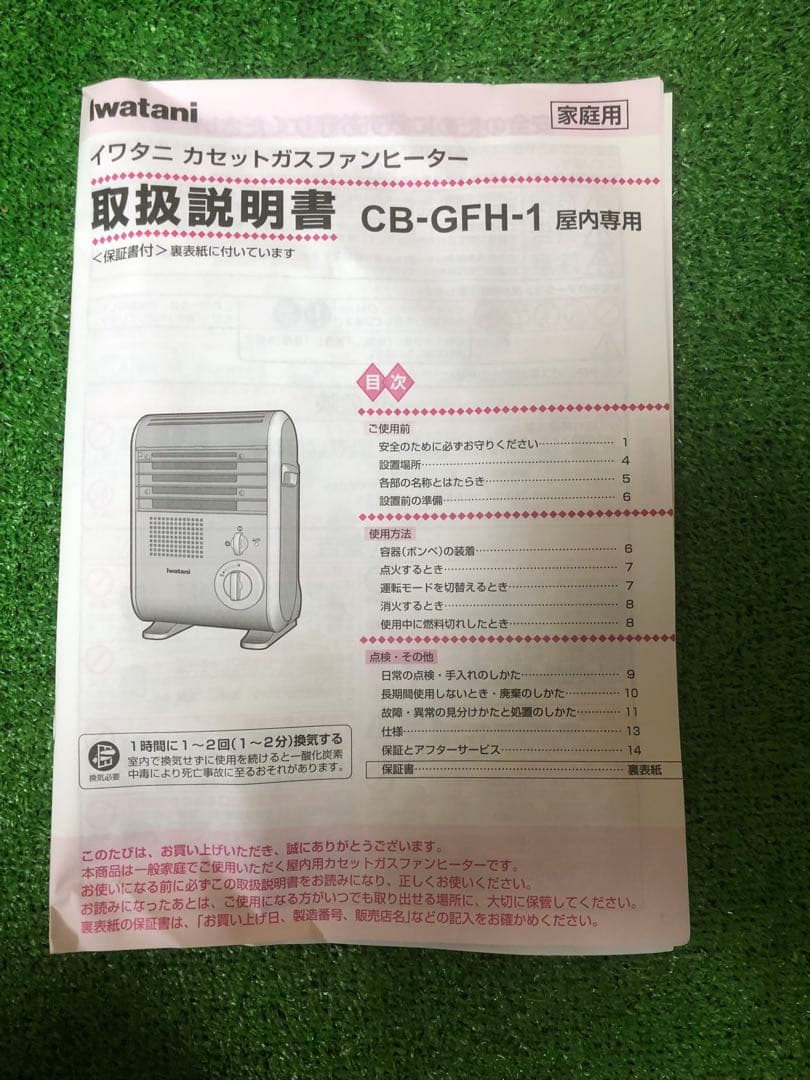 Iwatani
家庭用
イワタニ カセットガスファンヒーター
取扱説明書 CB-GFH-1 屋内専用
<保証書付>裏表紙に付いています
目次
ご使用前
安全のために必ずお守りください………………… 1
設置場所…………………………………………… 4
各部の名称とはたらき…………………………… 5
設置前の準備……………………………………… 6
使用方法
容器(ボンベ)の装着……………………………… 6
点火するとき……………………………………… 7
運転モードを切替えるとき……………………… 7
消火するとき……………………………………… 8
使用中に燃料切れしたとき……………………… 8
点検・その他
日常の点検・手入れのしかた…………………… 9
長期間使用しないとき・廃棄のしかた………… 10
故障・異常の見分けかたと処置のしかた……… 11
仕様………………………………………………… 13
保証とアフターサービス………………………… 14
保証書……………………………………………… 裏表紙
Iwatani
換気必要
1時間に1〜2回(1〜2分)換気する
室内で換気せずに使用を続けると一酸化炭素
中毒により死亡事故に至るおそれがあります。
このたびは、お買い上げいただき、誠にありがとうございます。
本商品は一般家庭でご使用いただく屋内用カセットガスファンヒーターです。
お使いになる前に必ずこの取扱説明書をお読みになり、正しくお使いください。
お読みになったあとは、ご使用になる方がいつでも取り出せる場所に、大切に保管してください。
裏表紙の保証書は、「お買い上げ日、製造番号、販売店名」などの記入をお確かめください。